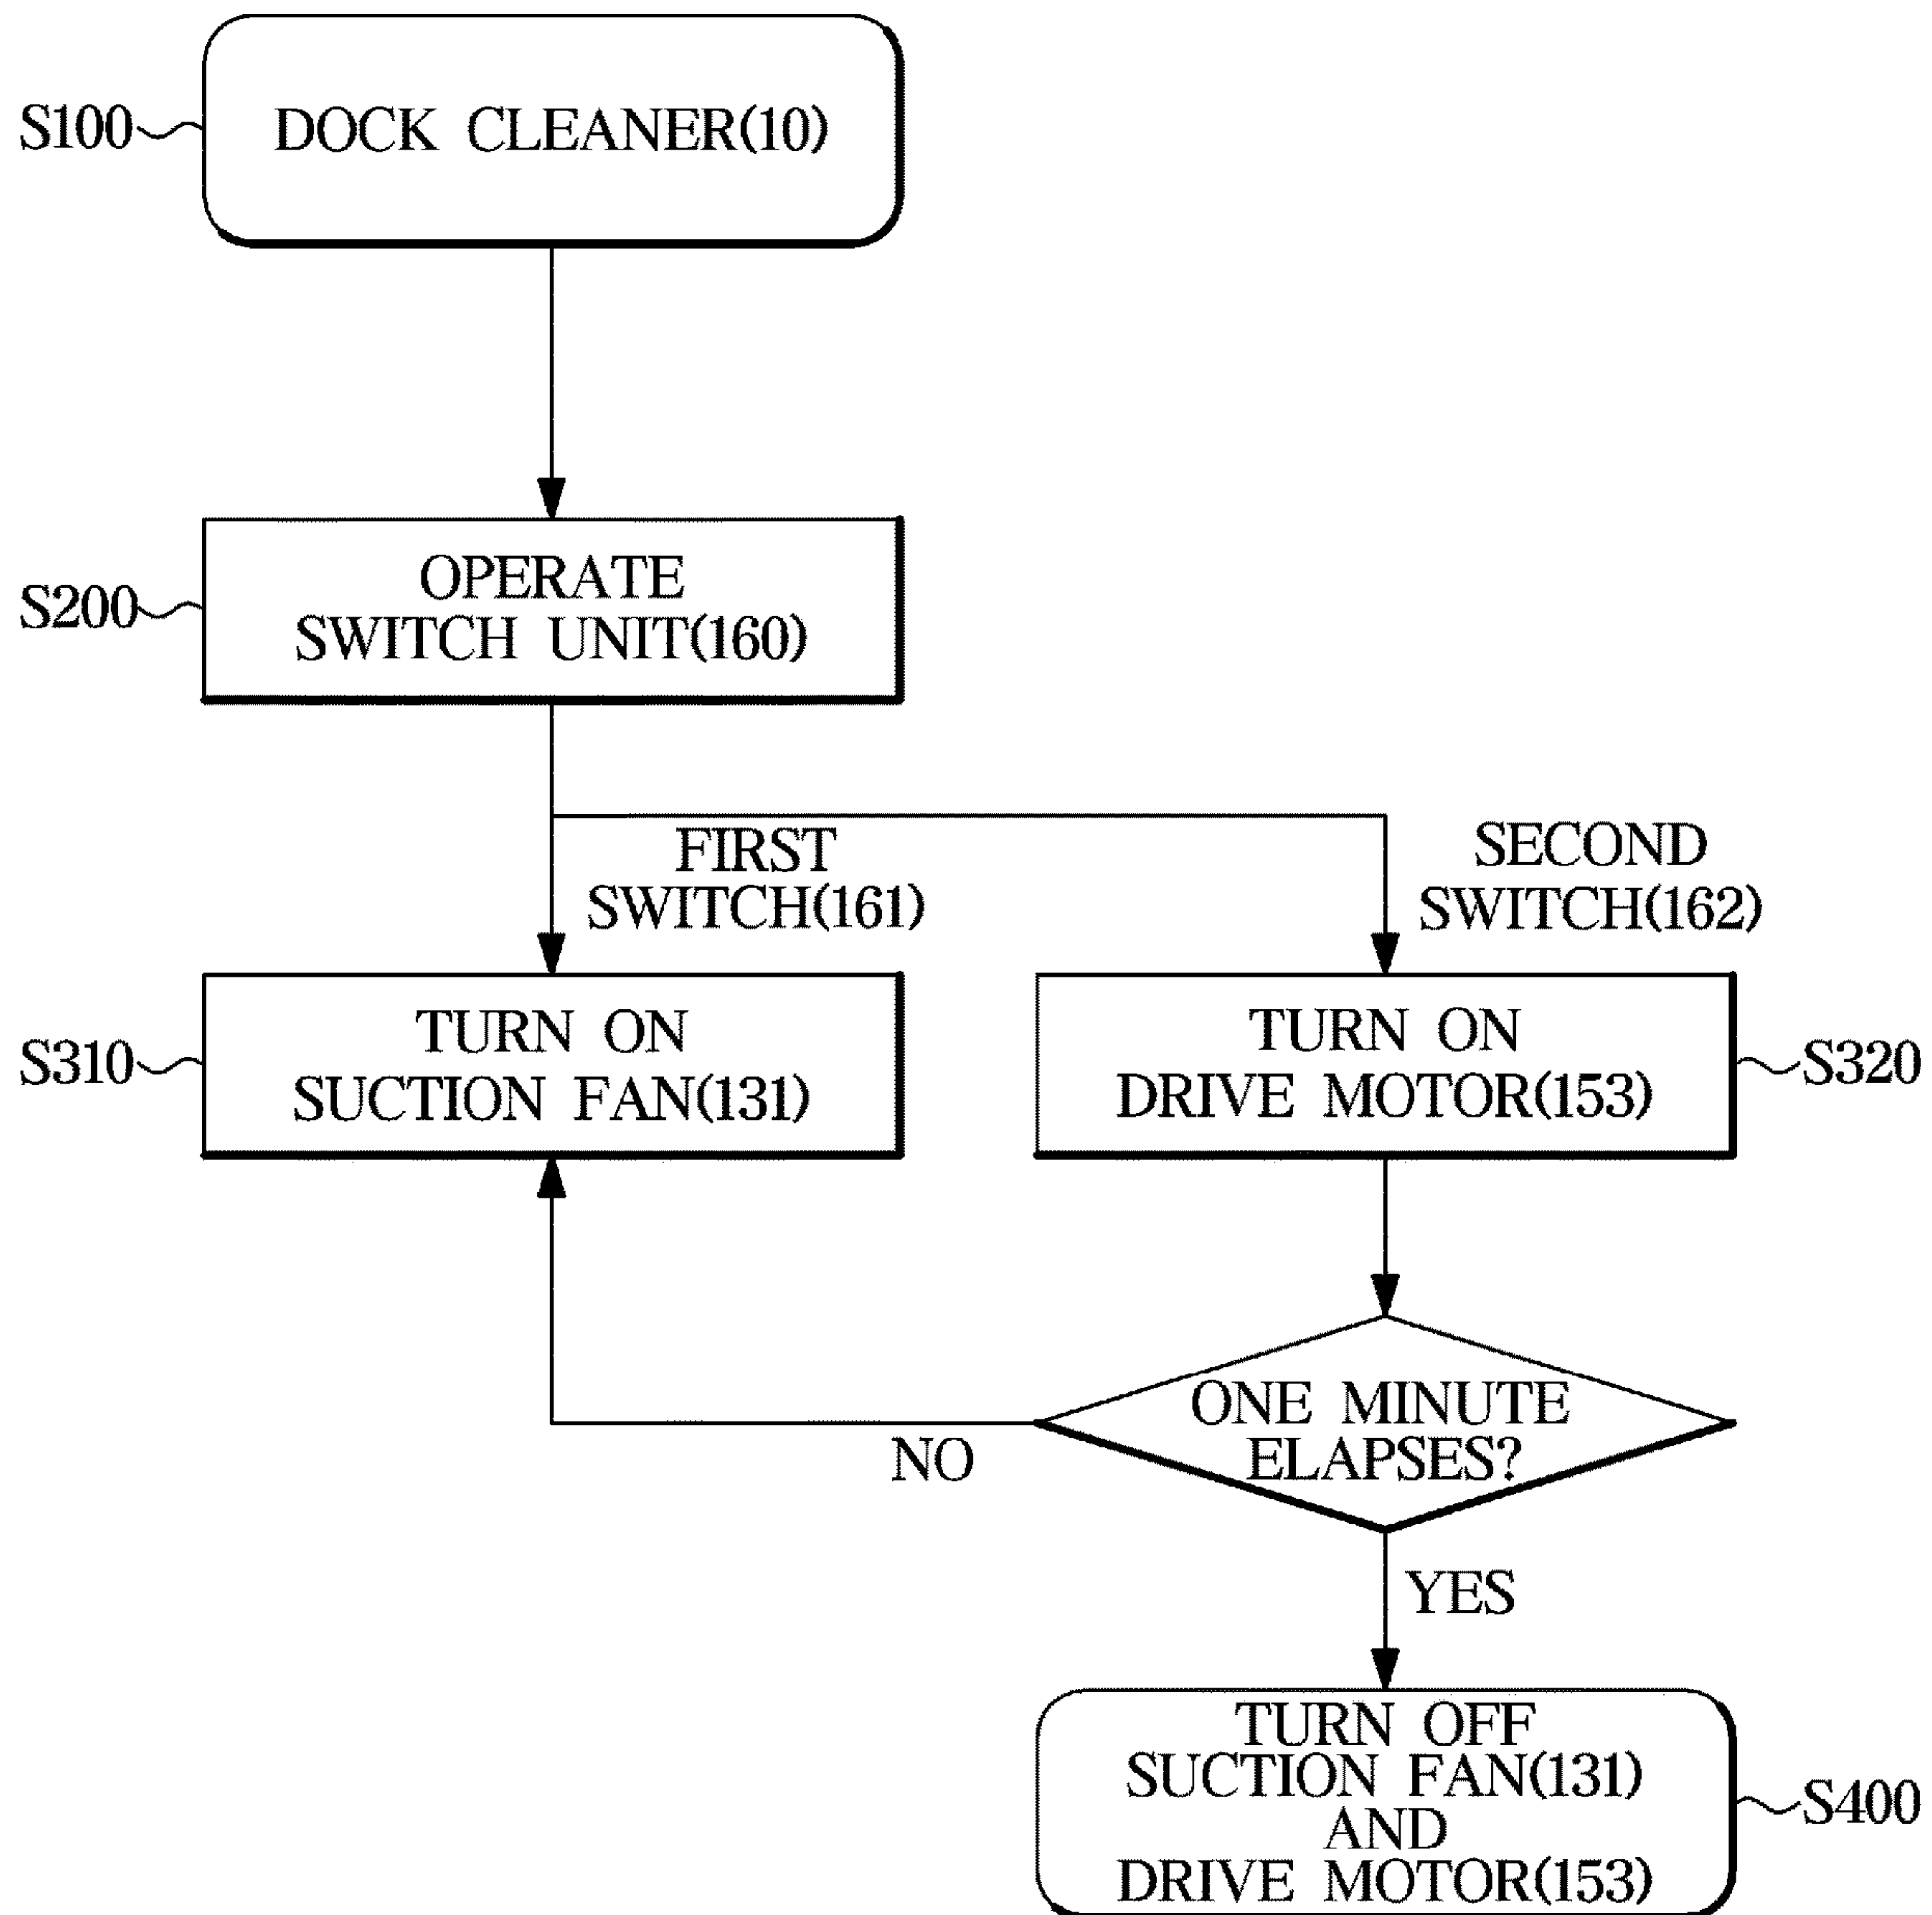 S100
DOCK CLEANER(10)
S200
OPERATE
SWITCH UNIT(160)
FIRST
SWITCH(161)
SECOND
SWITCH(162)
S310
TURN ON
SUCTION FAN(131)
TURN ON
DRIVE MOTOR(153)
S320
ONE MINUTE
ELAPSES?
NO
YES
TURN OFF
SUCTION FAN(131)
AND
DRIVE MOTOR(153)
S400